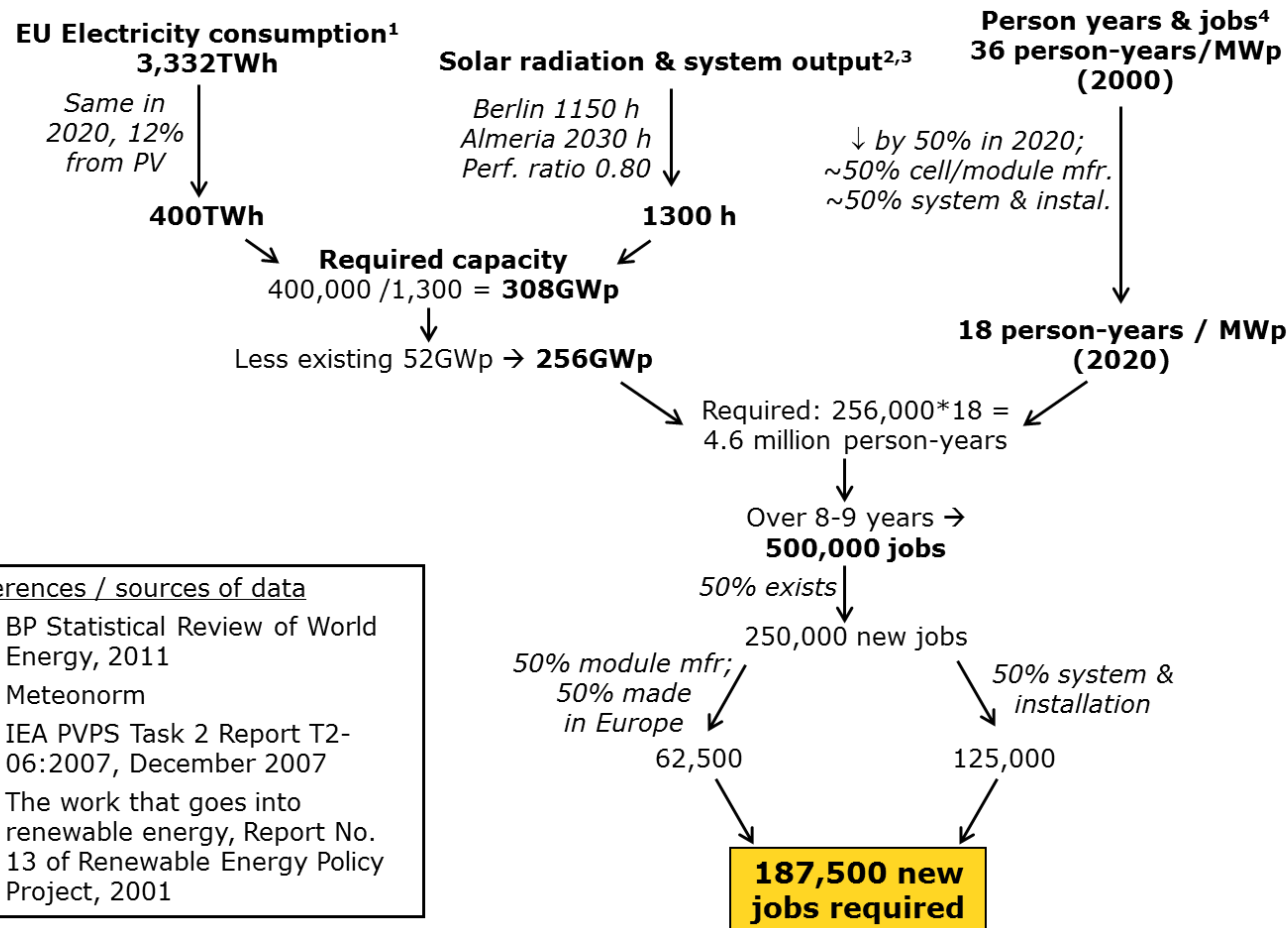 EU Electricity consumption¹
3,332TWh
Same in
2020, 12%
from PV
400TWh
Solar radiation & system output²,³
Berlin 1150 h
Almeria 2030 h
Perf. ratio 0.80
1300 h
Person years & jobs⁴
36 person-years/MWp
(2000)
↓ by 50% in 2020;
~50% cell/module mfr.
~50% system & instal.
18 person-years / MWp
(2020)
Required capacity
400,000 /1,300 = 308GWp
Less existing 52GWp → 256GWp
Required: 256,000*18 =
4.6 million person-years
Over 8-9 years →
500,000 jobs
50% exists
250,000 new jobs
50% module mfr;
50% made
in Europe
50% system &
installation
62,500
125,000
187,500 new
jobs required
erences / sources of data
BP Statistical Review of World
Energy, 2011
Meteonorm
IEA PVPS Task 2 Report T2-
06:2007, December 2007
The work that goes into
renewable energy, Report No.
13 of Renewable Energy Policy
Project, 2001